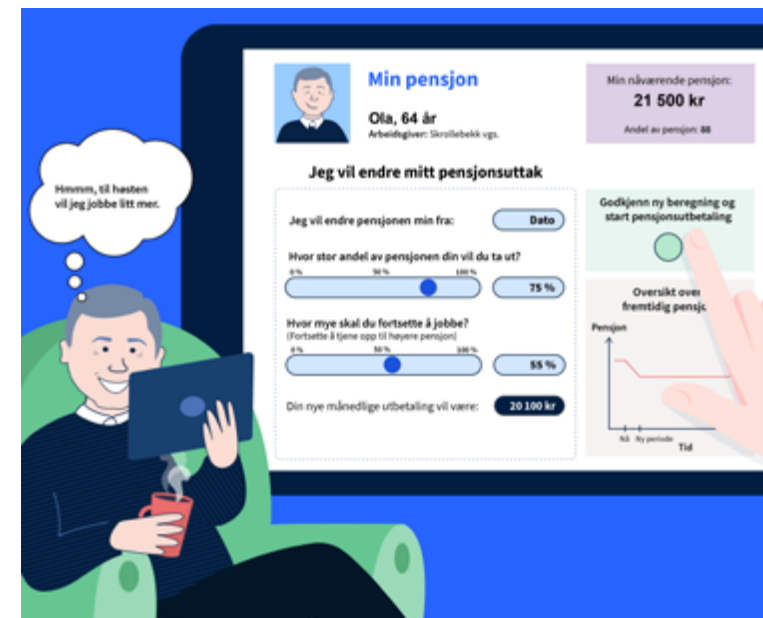 Min pensjon
Ola, 64 år
Arbeidsgiver: Skrollebekk vgs.
Min nåværende pensjon:
21 500 kr
Andel av pensjon: 88
Hmmm, til høsten
vil jeg jobbe litt mer.
Jeg vil endre mitt pensjonsuttak
Jeg vil endre pensjonen min fra:
Dato
Hvor stor andel av pensjonen din vil du ta ut?
0 % 50 % 100 %
75 %
Hvor mye skal du fortsette å jobbe?
(Fortsette å tjene opp til høyere pensjon)
0 % 50 % 100 %
55 %
Din nye månedlige utbetaling vil være:
20 100 kr
Godkjenn ny beregning og
start pensjonsutbetaling
Oversikt over
fremtidig pensj
Pensjon
Nå Ny periode
Tid